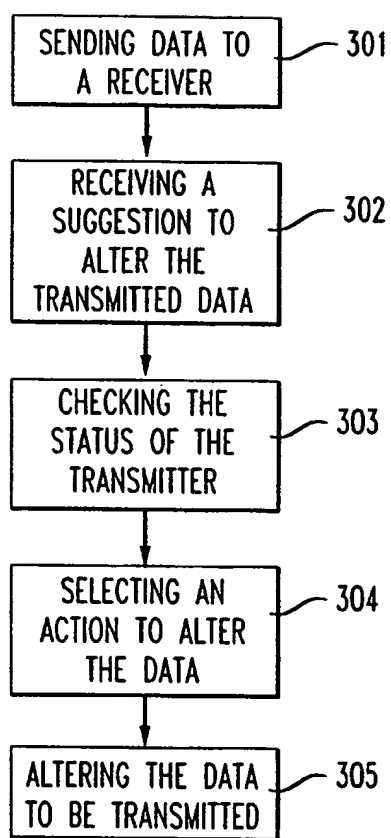 SENDING DATA TO
A RECEIVER
301
RECEIVING A
SUGGESTION TO
ALTER THE
TRANSMITTED DATA
302
CHECKING THE
STATUS OF THE
TRANSMITTER
303
SELECTING AN
ACTION TO ALTER
THE DATA
304
ALTERING THE DATA
TO BE TRANSMITTED
305